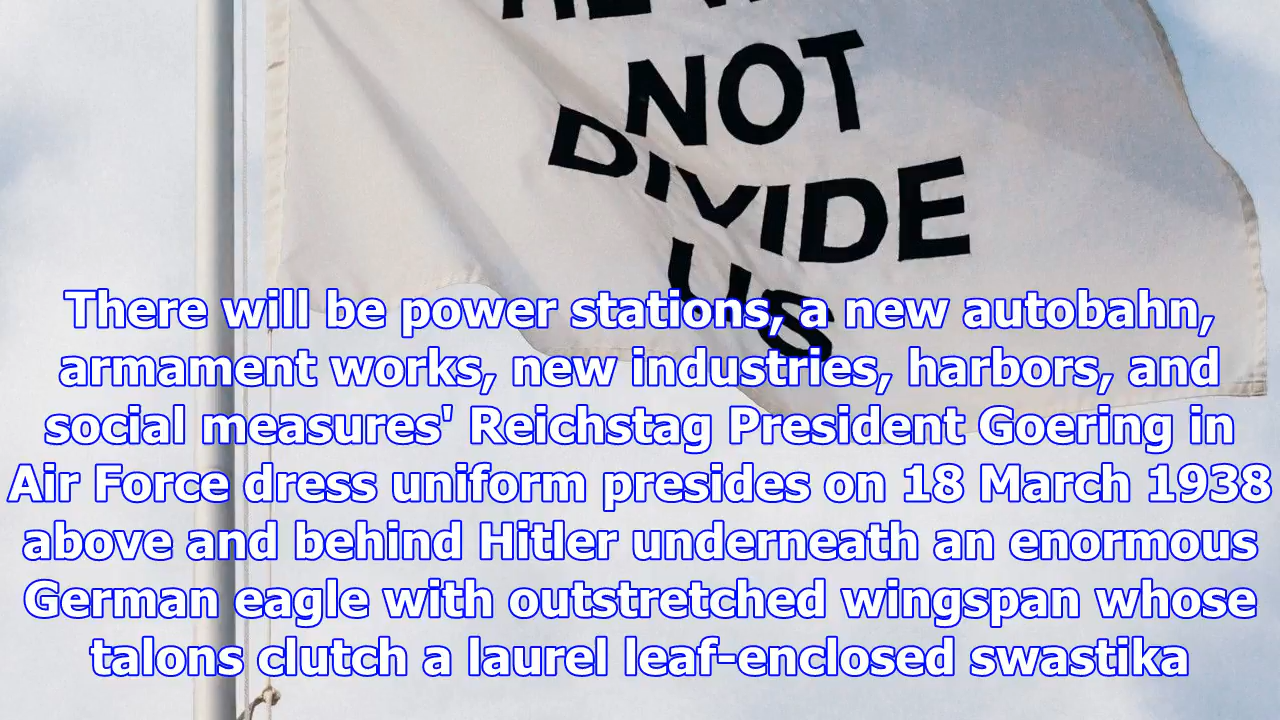 NOT
DIVIDE
US
There will be power stations, a new autobahn,
armament works, new industries, harbors, and
social measures' Reichstag President Goering in
Air Force dress uniform presides on 18 March 1938
above and behind Hitler underneath an enormous
German eagle with outstretched wingspan whose
talons clutch a laurel leaf-enclosed swastika